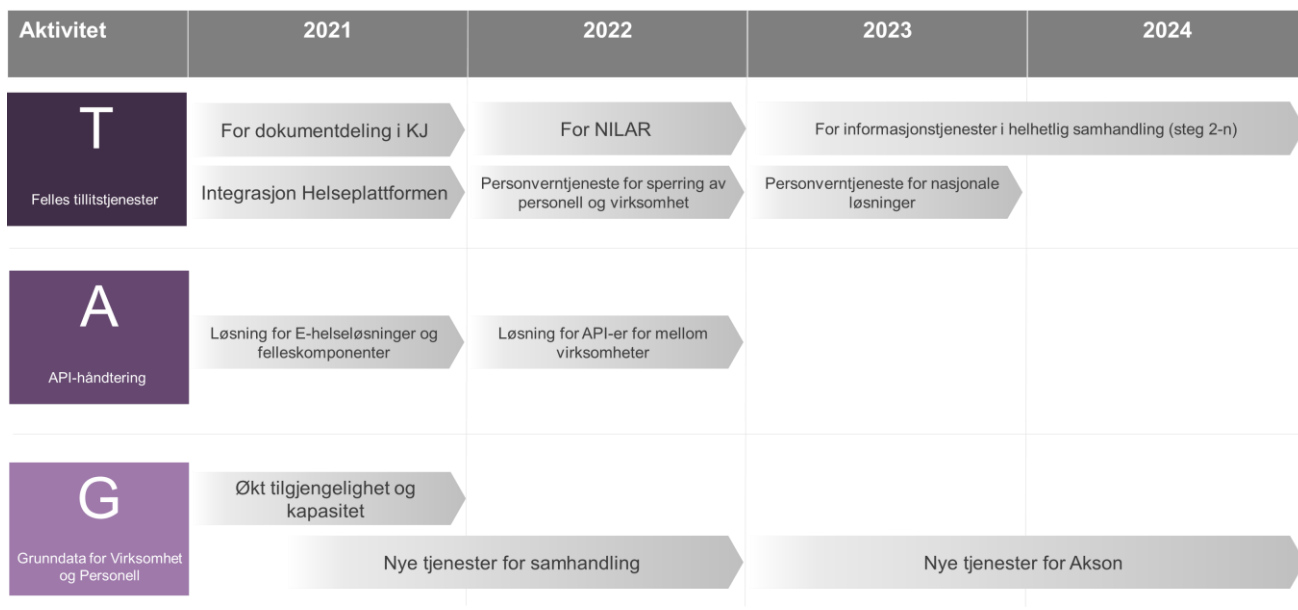 Aktivitet
2021
2022
2023
2024
T
Felles tillitstjenester
For dokumentdeling i KJ
For NILAR
For informasjonstjenester i helhetlig samhandling (steg 2-n)
Integrasjon Helseplattformen
Personverntjeneste for sperring av
personell og virksomhet
Personverntjeneste for nasjonale
løsninger
A
API-håndtering
Løsning for E-helseløsninger og
felleskomponenter
Løsning for API-er for mellom
virksomheter
G
Grunndata for Virksomhet
og Personell
Økt tilgjengelighet og
kapasitet
Nye tjenester for samhandling
Nye tjenester for Akson